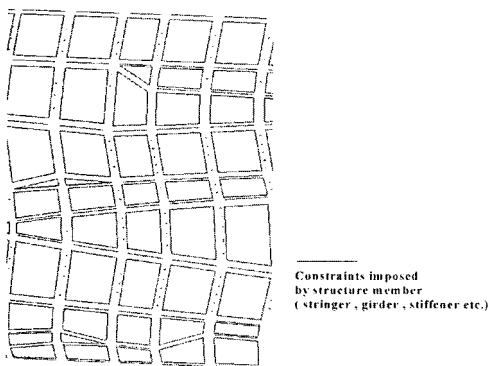 Constraints imposed
by structure member
( stringer , girder , stiffener etc.)